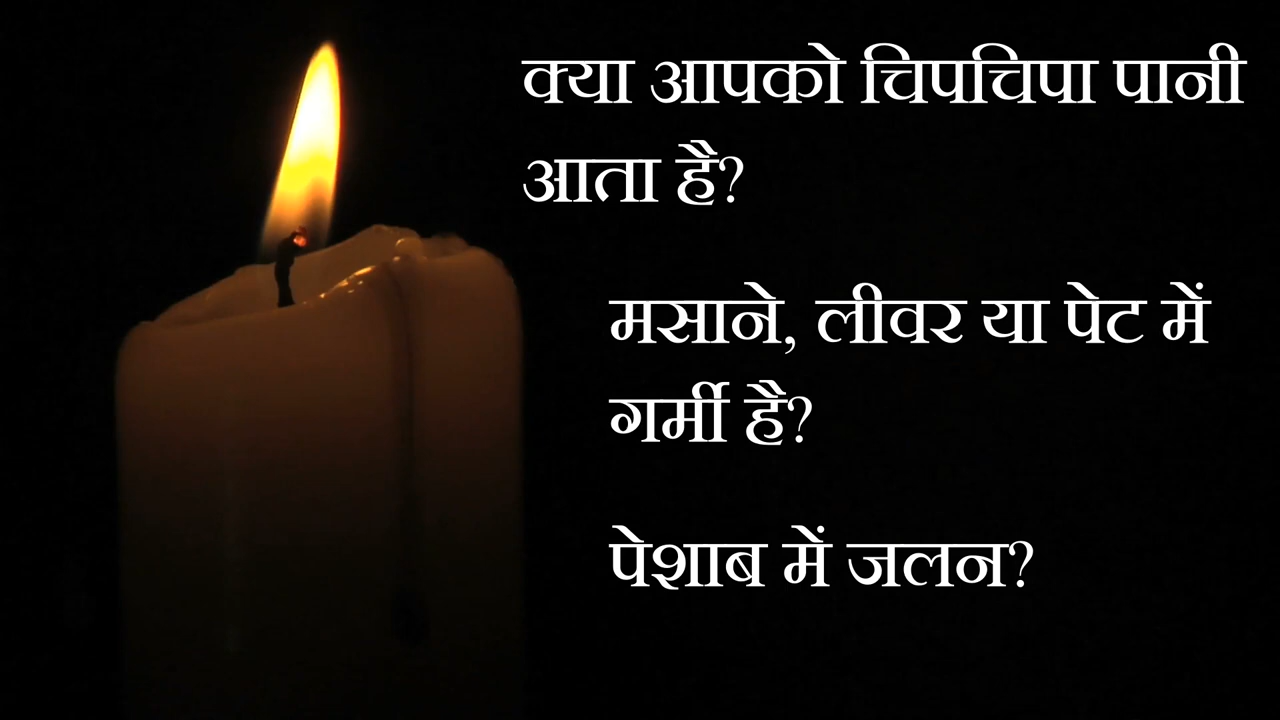 क्या आपको चिपचिपा पानी
आता है?
मसाने, लीवर या पेट में
गर्मी है?
पेशाब में जलन?